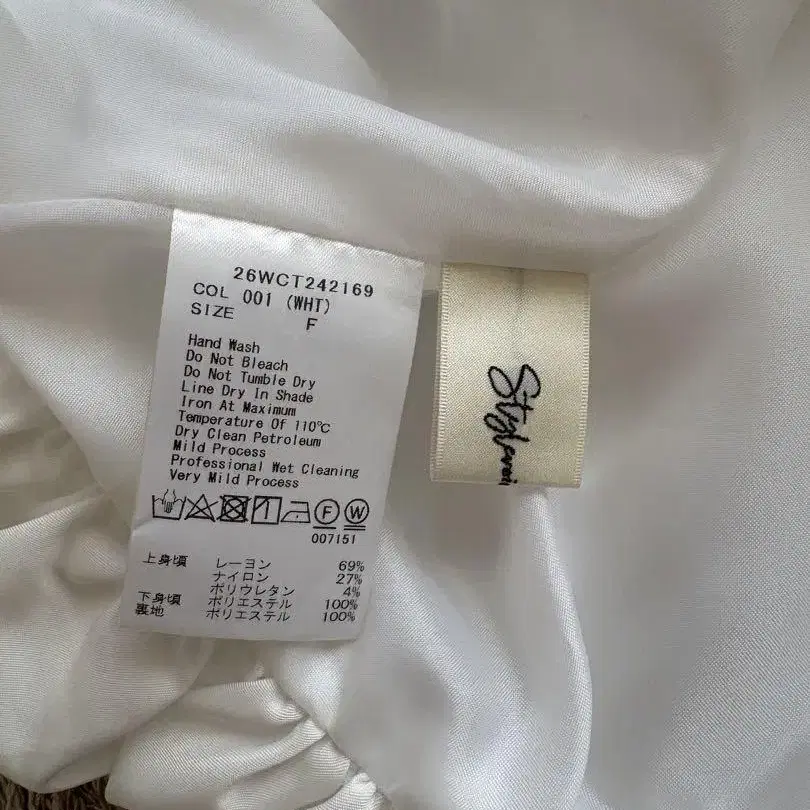 26WCT242169
COL 001 (WHT)
SIZE F
Hand Wash
Do Not Bleach
Do Not Tumble Dry
Line Dry In Shade
Iron At Maximum
Temperature Of 110℃
Dry Clean Petroleum
Mild Process
Professional Wet Cleaning
Very Mild Process
F W
007151
上身頃 レーヨン 69%
ナイロン 27%
ポリウレタン 4%
下身頃 ポリエステル 100%
裏地 ポリエステル 100%